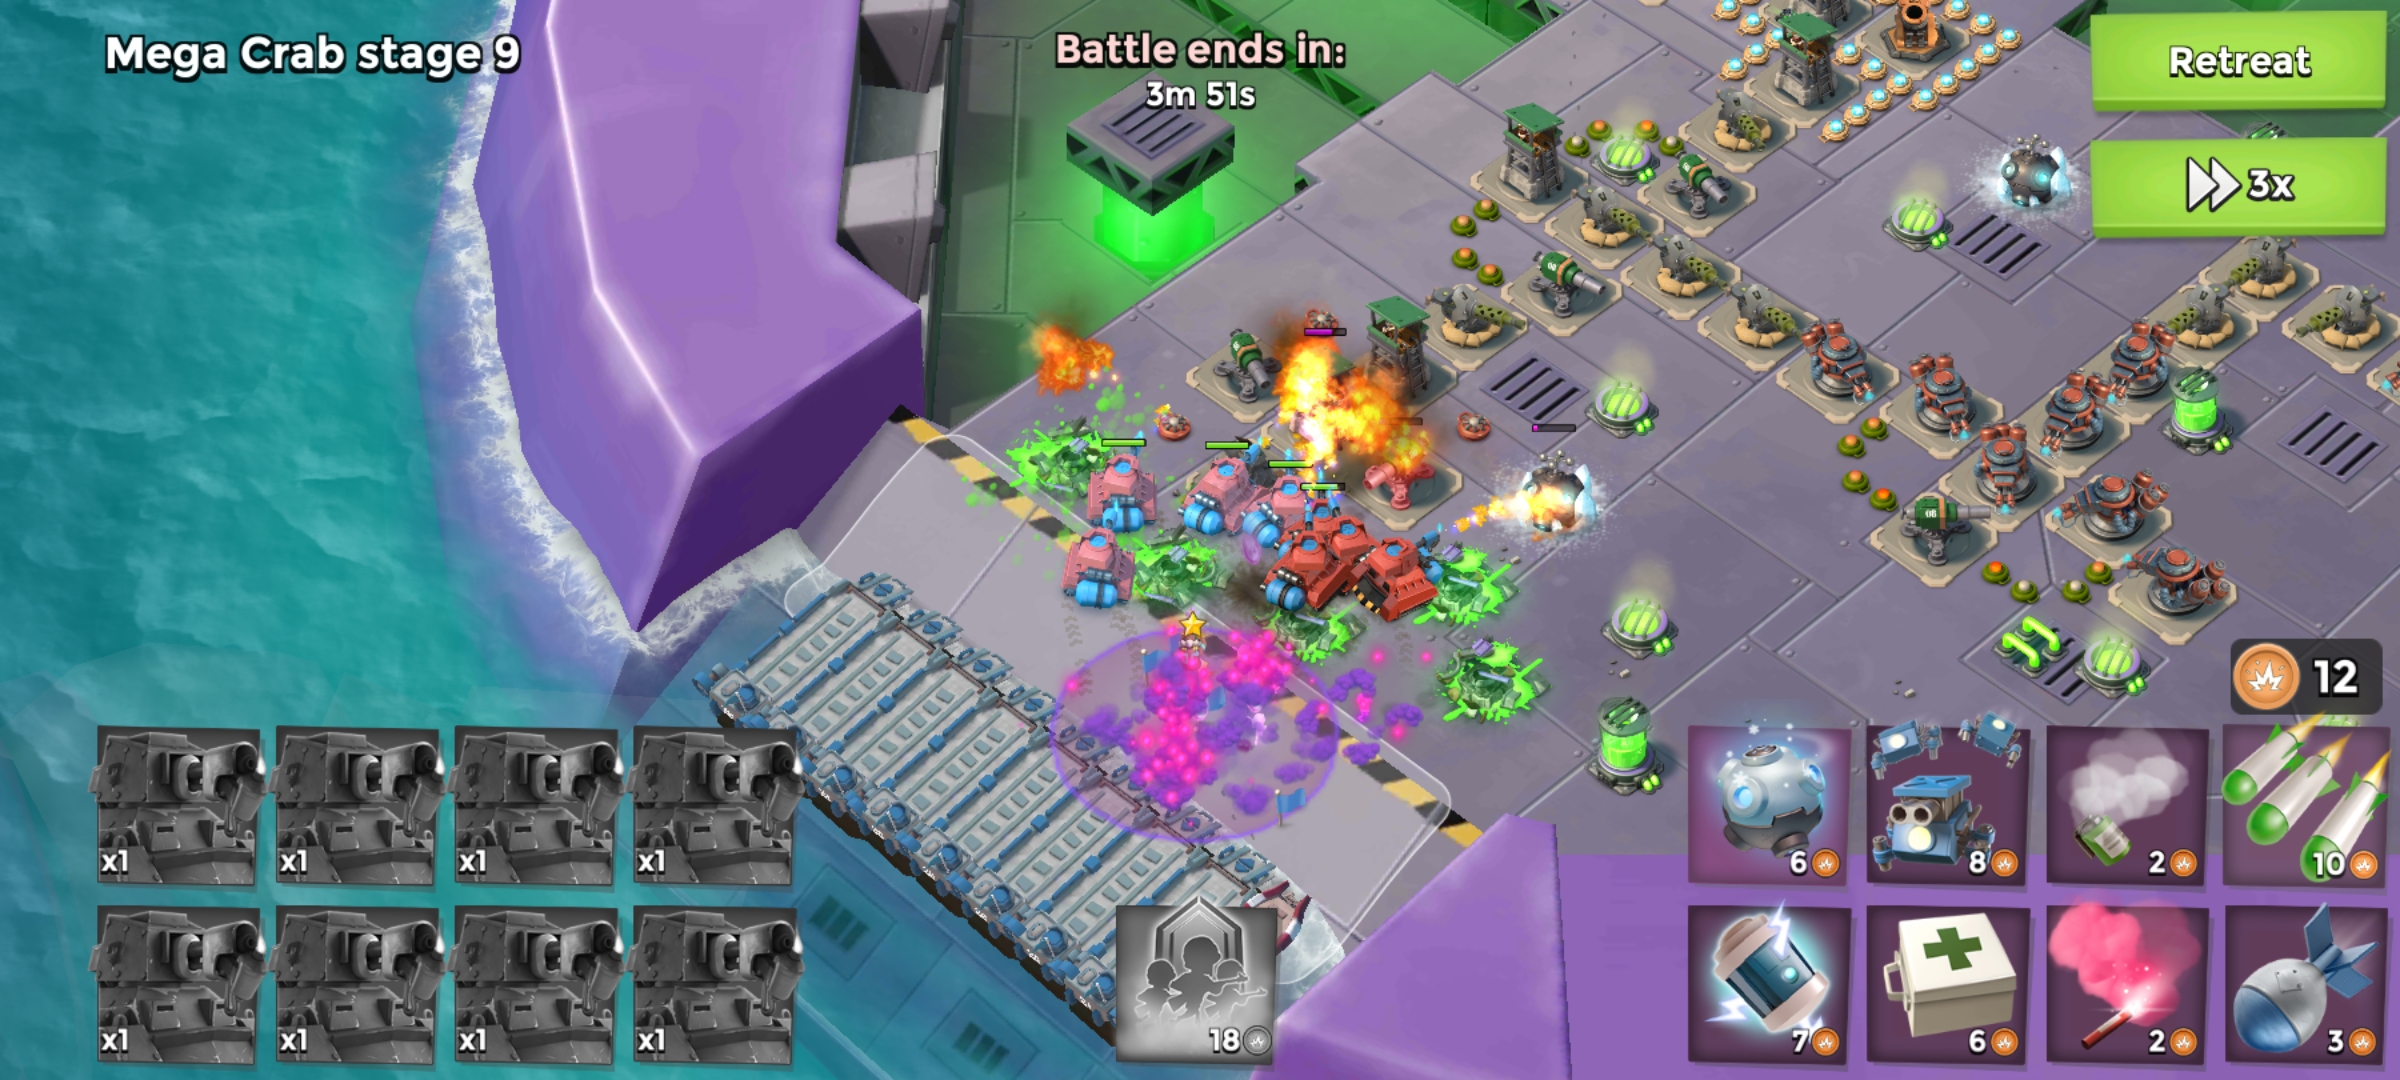 Mega Crab stage 9
Battle ends in:
3m 51s
Retreat
3x
12
6
8
2
10
x1
x1
x1
x1
7
6
2
3
x1
x1
x1
x1
18